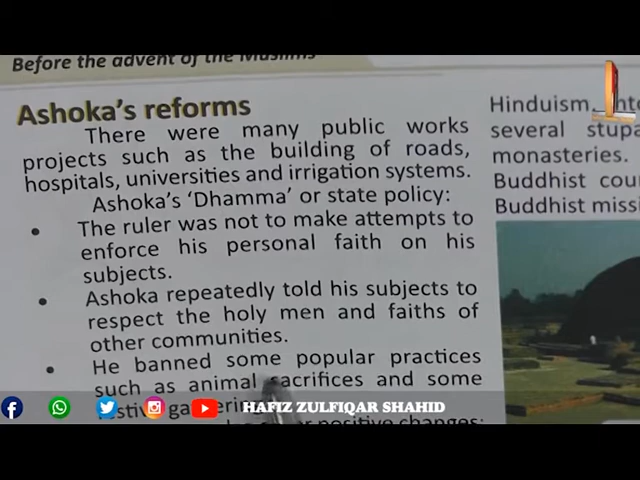 Before the advent of the Muslims
Ashoka's reforms
There were many public works
projects such as the building of roads,
hospitals, universities and irrigation systems.
Ashoka's 'Dhamma' or state policy:
• The ruler was not to make attempts to
enforce his personal faith on his
subjects.
• Ashoka repeatedly told his subjects to
respect the holy men and faiths of
other communities.
• He banned some popular practices
such as animal sacrifices and some
positive changes:
Hinduism.
several stupa
monasteries.
Buddhist cou
Buddhist missi
HAFIZ ZULFIQAR SHAHID